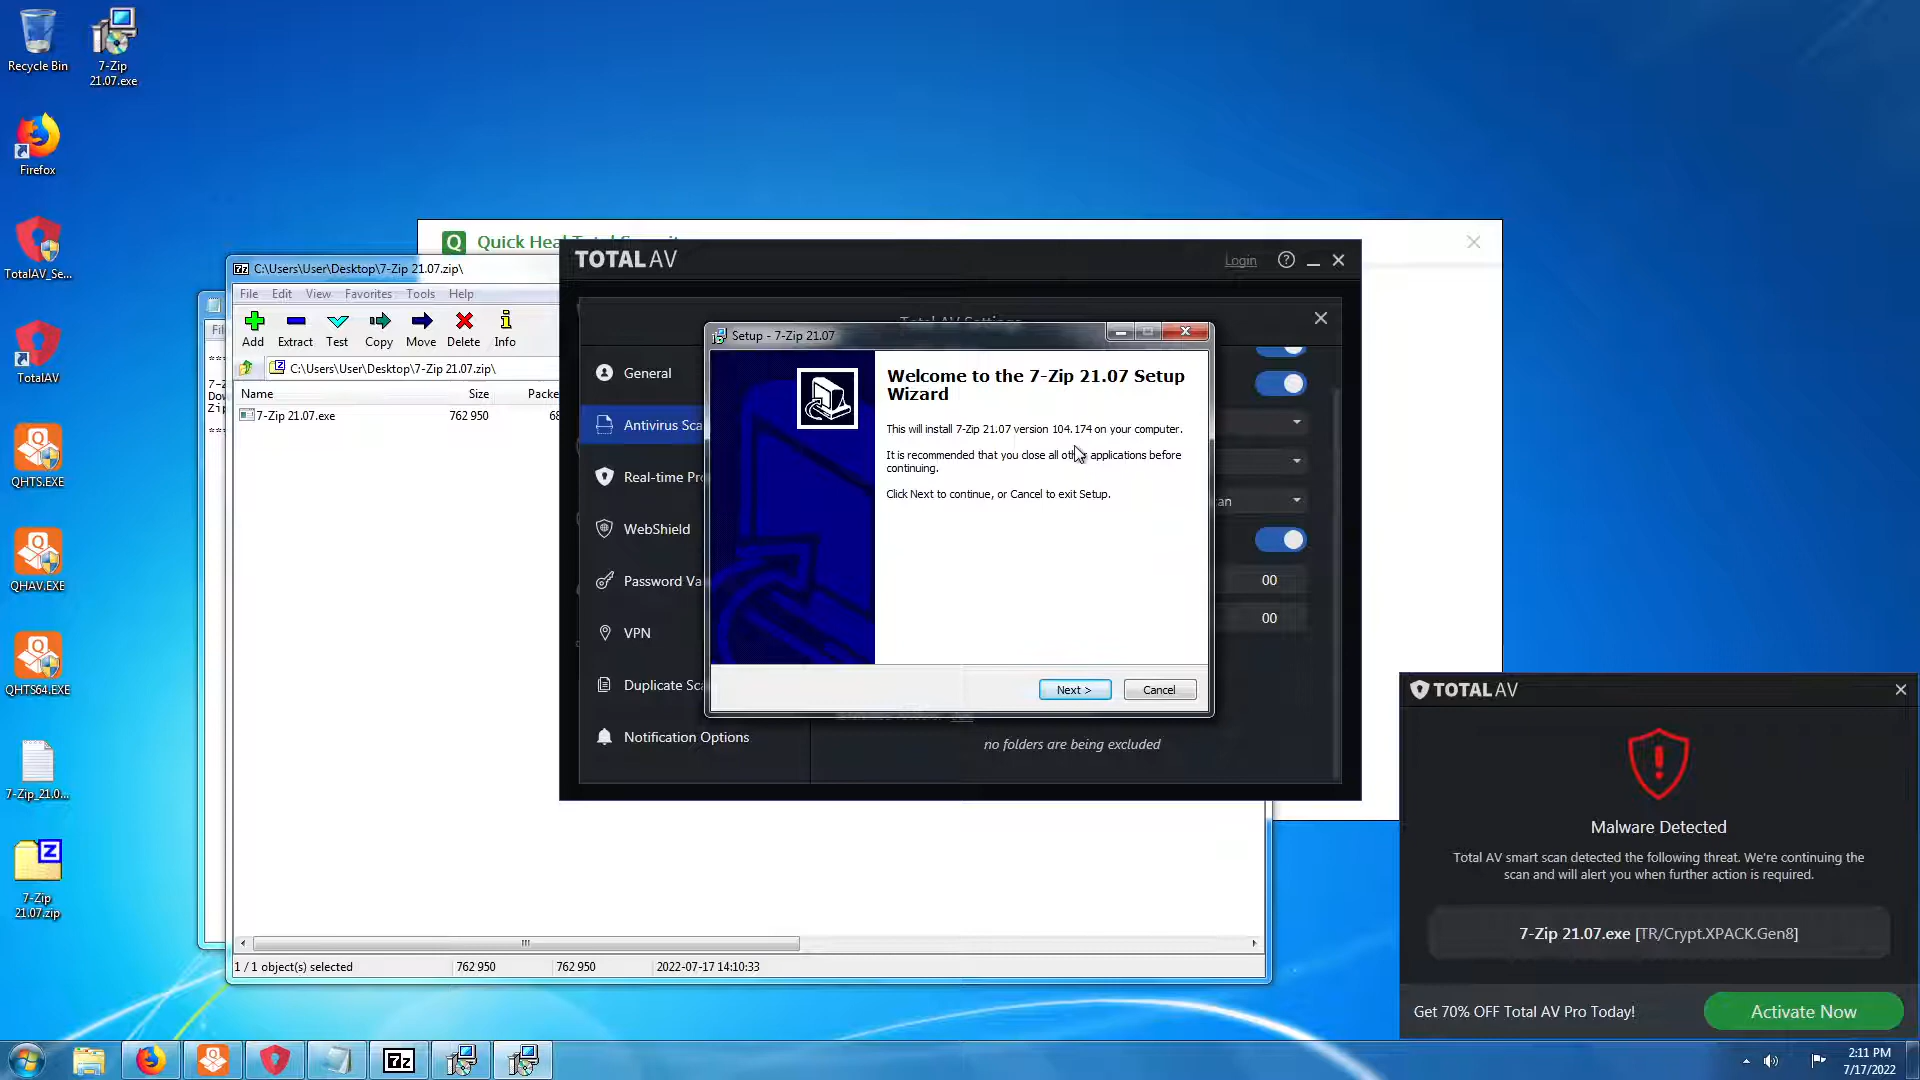 Recycle Bin
7-Zip
21.07.exe
Firefox
TotalAV_Se...
TotalAV
QHTS.EXE
QHAV.EXE
QHTS64.EXE
7-Zip_21.0...
7-Zip
21.07.zip
Quick Heal Total Security
C:\Users\User\Desktop\7-Zip 21.07.zip\
File Edit View Favorites Tools Help
Add Extract Test Copy Move Delete Info
C:\Users\User\Desktop\7-Zip 21.07.zip\
Name Size Packe
7-Zip 21.07.exe 762 950 68
1 / 1 object(s) selected 762 950 762 950 2022-07-17 14:10:33
TOTAL AV
Login
Total AV Settings
General
Antivirus Sca
Real-time Pro
WebShield
Password Va
VPN
Duplicate Sca
Notification Options
can
00
00
no folders are being excluded
Setup - 7-Zip 21.07
Welcome to the 7-Zip 21.07 Setup
Wizard
This will install 7-Zip 21.07 version 104.174 on your computer.
It is recommended that you close all other applications before
continuing.
Click Next to continue, or Cancel to exit Setup.
Next >
Cancel
TOTAL AV
Malware Detected
Total AV smart scan detected the following threat. We're continuing the
scan and will alert you when further action is required.
7-Zip 21.07.exe [TR/Crypt.XPACK.Gen8]
Get 70% OFF Total AV Pro Today!
Activate Now
2:11 PM
7/17/2022